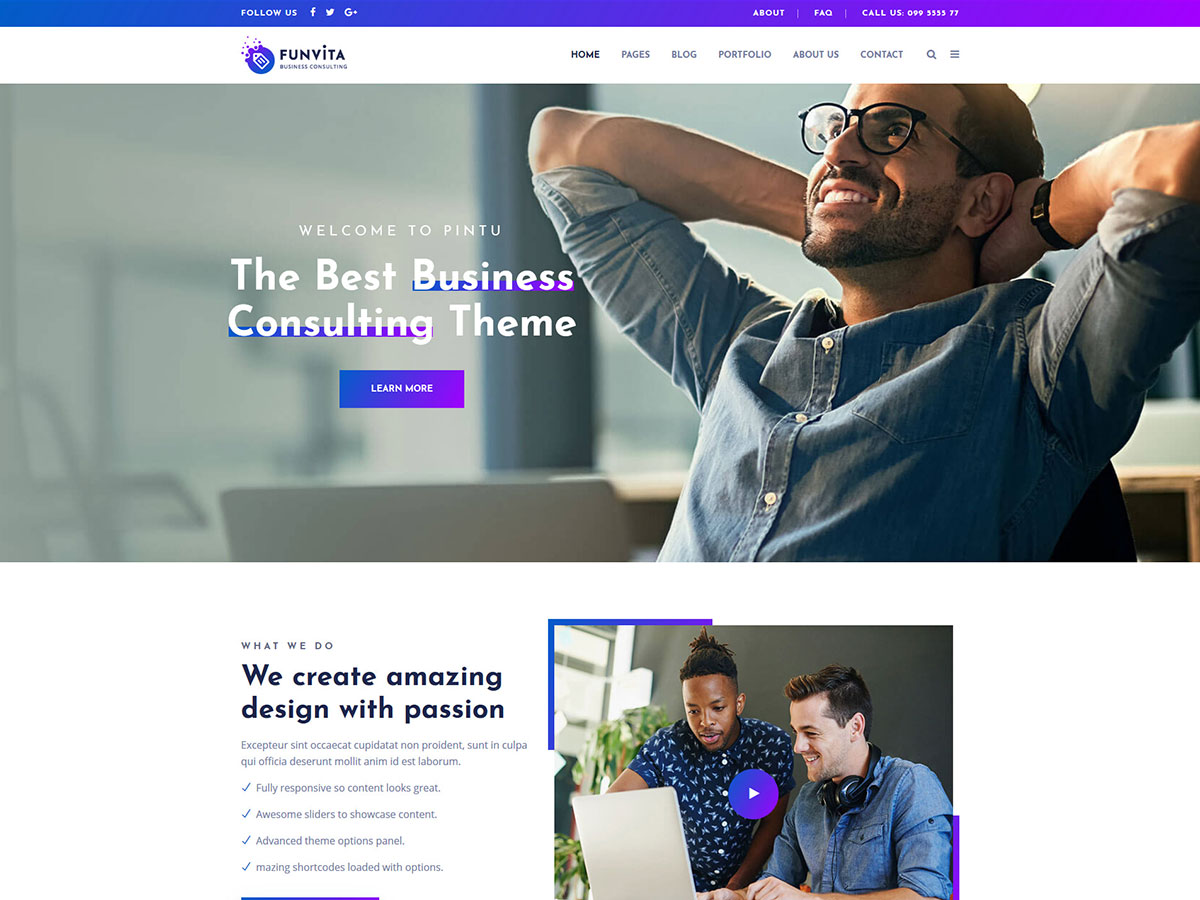 FOLLOW US
ABOUT | FAQ | CALL US: 099 5555 77
FUNVITA
BUSINESS CONSULTING
HOME PAGES BLOG PORTFOLIO ABOUT US CONTACT
WELCOME TO PINTU
The Best Business
Consulting Theme
LEARN MORE
WHAT WE DO
We create amazing
design with passion
Excepteur sint occaecat cupidatat non proident, sunt in culpa
qui officia deserunt mollit anim id est laborum.
Fully responsive so content looks great.
Awesome sliders to showcase content.
Advanced theme options panel.
mazing shortcodes loaded with options.